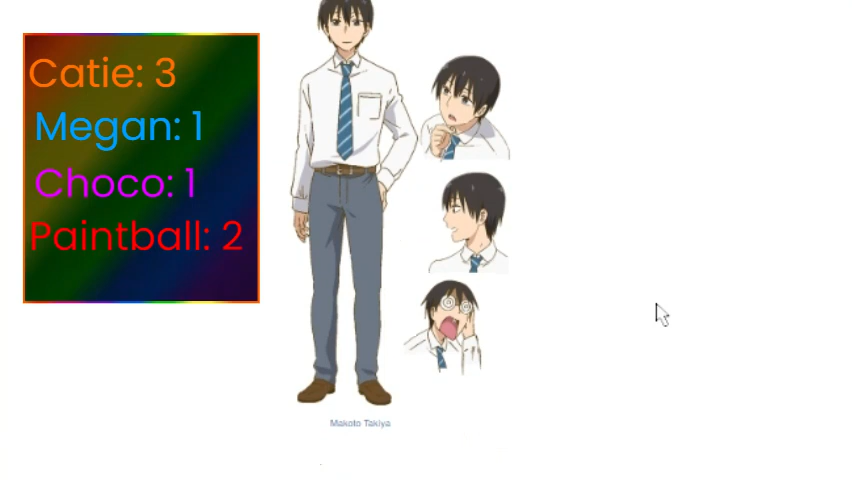 Catie: 3
Megan: 1
Choco: 1
Paintball: 2
Makoto Takiya